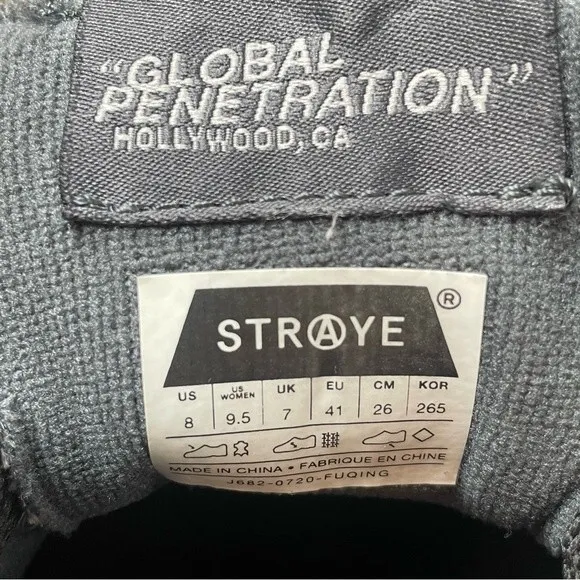 "GLOBAL
PENETRATION"
HOLLYWOOD, CA
®
STRAYE
US US WOMEN UK EU CM KOR
8 9.5 7 41 26 265
MADE IN CHINA • FABRIQUE EN CHINE
J682-0720-FUQING